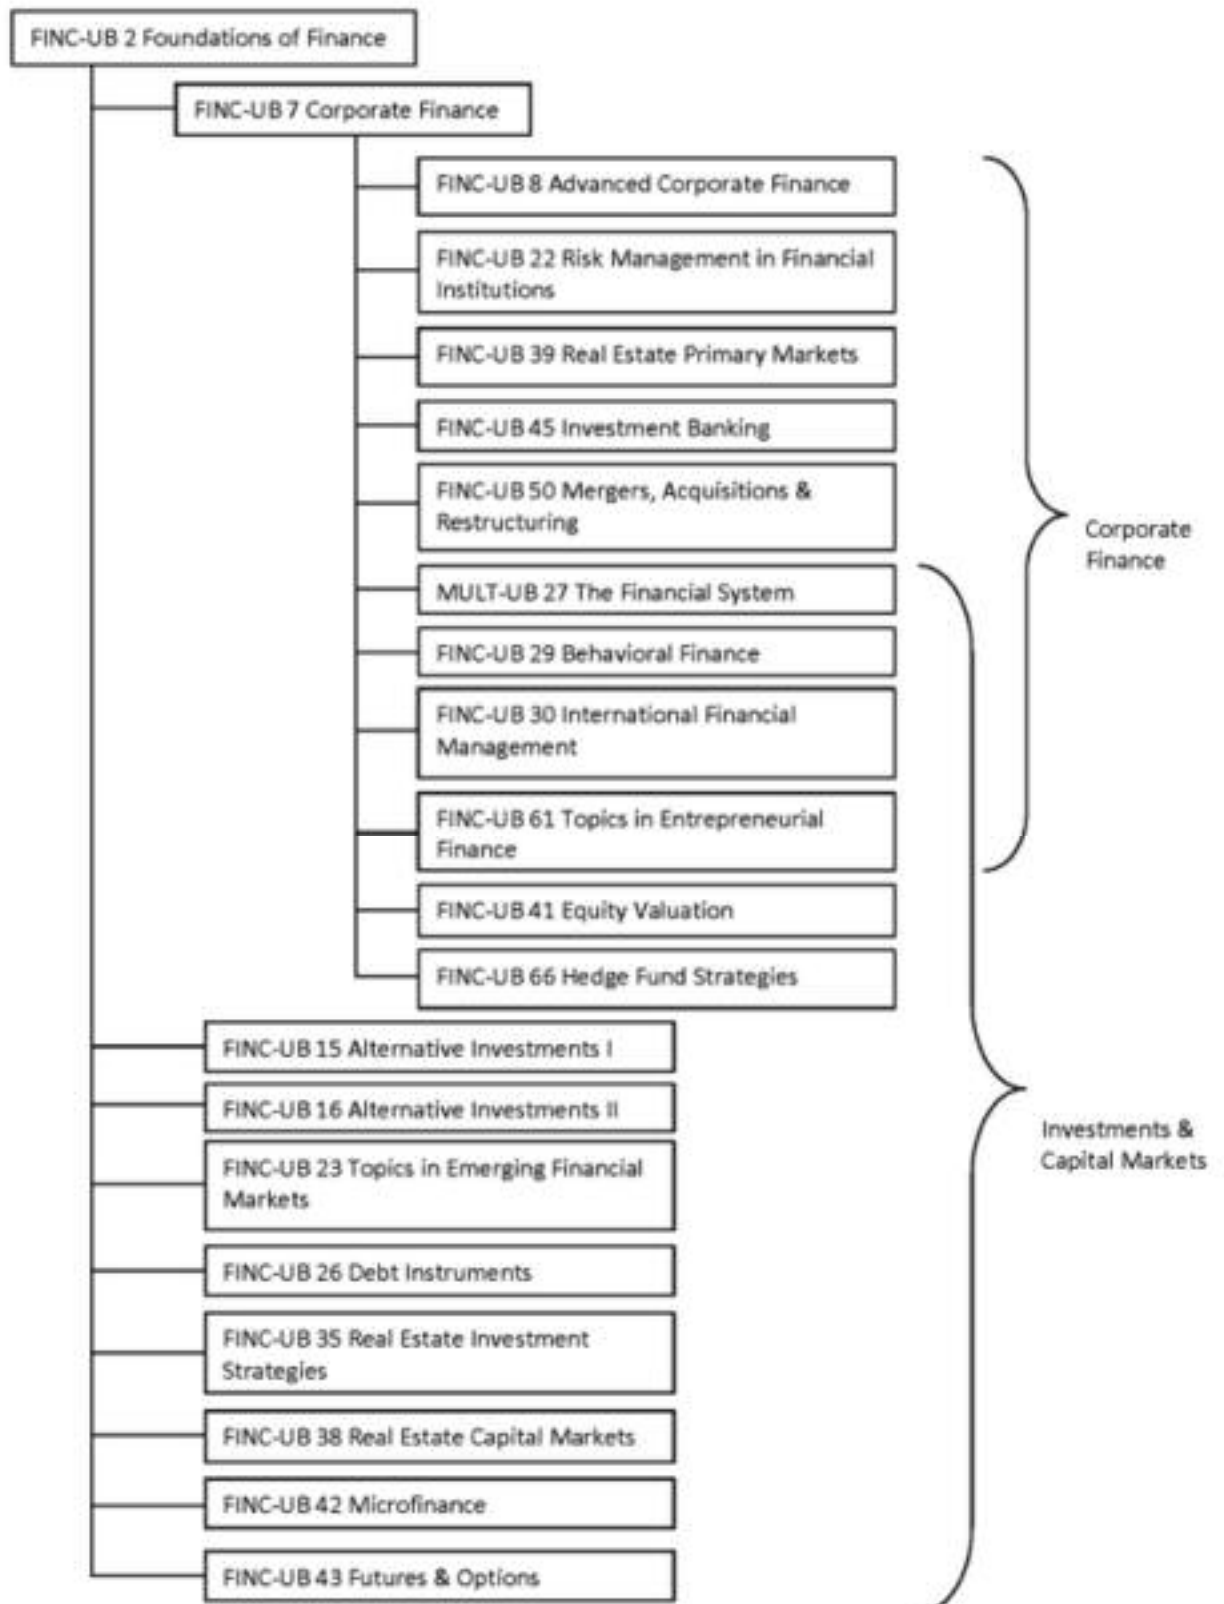 FINC-UB 2 Foundations of Finance
FINC-UB 7 Corporate Finance
FINC-UB 8 Advanced Corporate Finance
FINC-UB 22 Risk Management in Financial
Institutions
FINC-UB 39 Real Estate Primary Markets
FINC-UB 45 Investment Banking
FINC-UB 50 Mergers, Acquisitions &
Restructuring
MULT-UB 27 The Financial System
FINC-UB 29 Behavioral Finance
FINC-UB 30 International Financial
Management
FINC-UB 61 Topics in Entrepreneurial
Finance
FINC-UB 41 Equity Valuation
FINC-UB 66 Hedge Fund Strategies
FINC-UB 15 Alternative Investments I
FINC-UB 16 Alternative Investments II
FINC-UB 23 Topics in Emerging Financial
Markets
FINC-UB 26 Debt Instruments
FINC-UB 35 Real Estate Investment
Strategies
FINC-UB 38 Real Estate Capital Markets
FINC-UB 42 Microfinance
FINC-UB 43 Futures & Options
Corporate
Finance
Investments &
Capital Markets